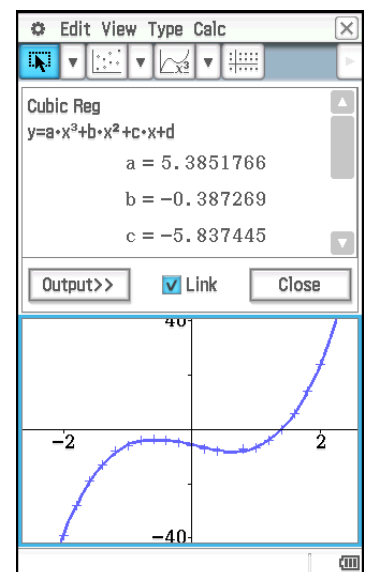 Edit View Type Calc
Cubic Reg
y=a·x³+b·x²+c·x+d
a = 5.3851766
b = −0.387269
c = −5.837445
Output>> Link Close
40
−2 2
−40